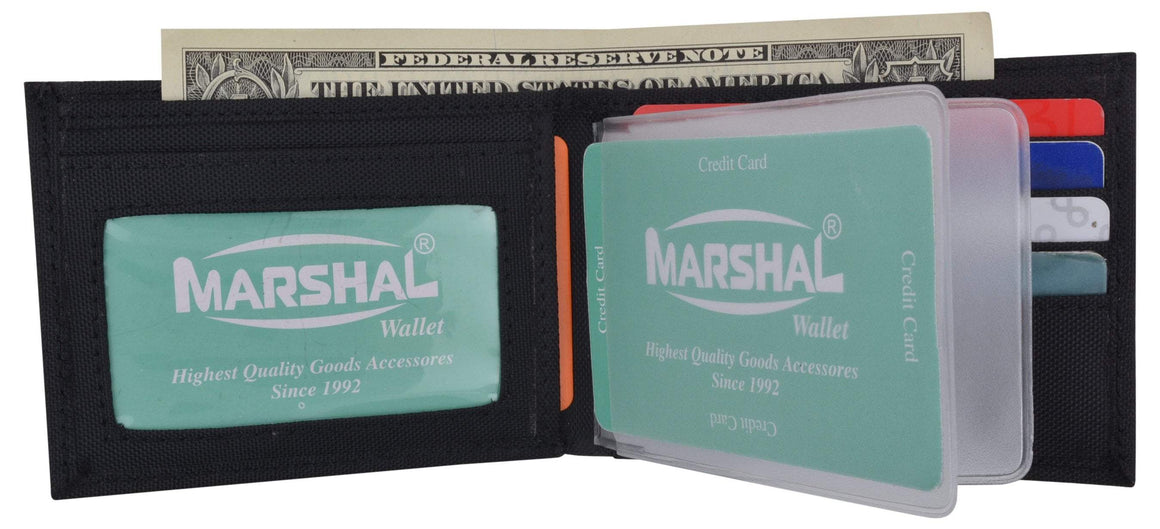 FEDERAL RESERVE NOTE
THE UNITED STATES OF AMERICA
MARSHAL®
Wallet
Highest Quality Goods Accessores
Since 1992
Credit Card
Credit Card
MARSHAL®
Wallet
Highest Quality Goods Accessores
Since 1992
Credit Card
Credit Card